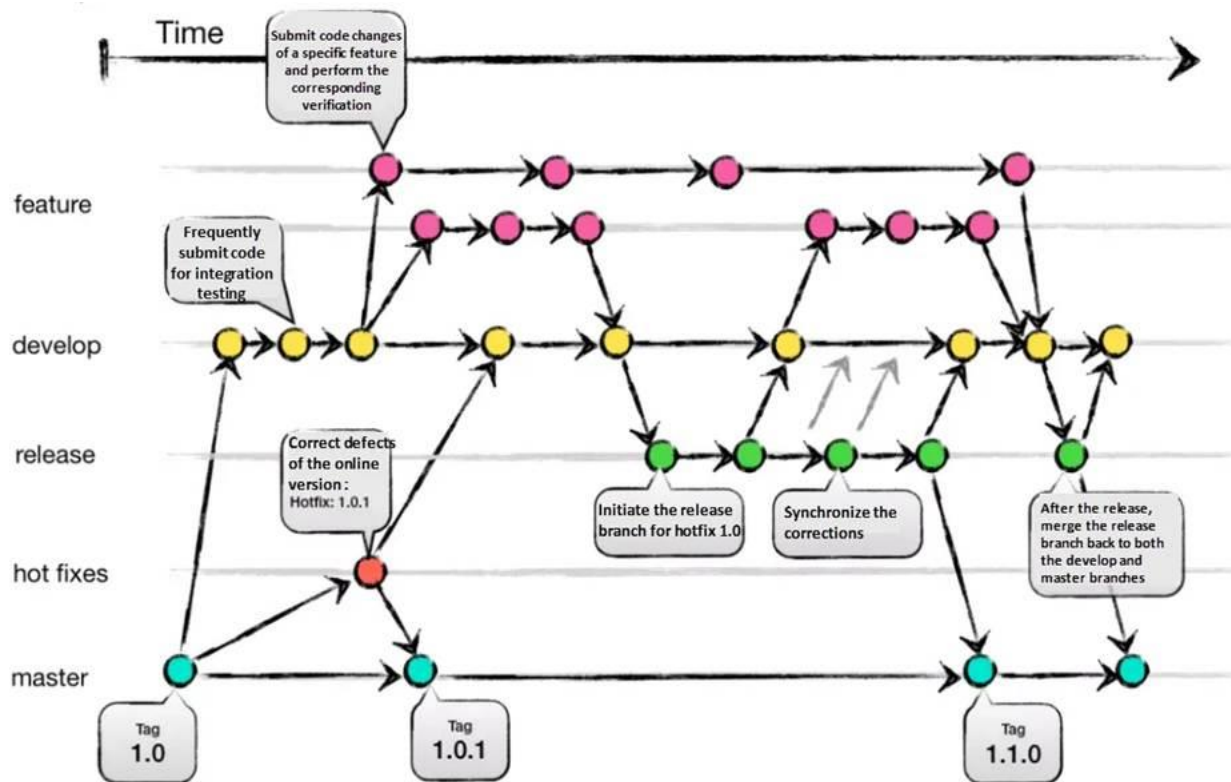 Time
Submit code changes
of a specific feature
and perform the
corresponding
verification
feature
Frequently
submit code
for integration
testing
develop
Correct defects
of the online
version :
Hotfix: 1.0.1
release
Initiate the release
branch for hotfix 1.0
Synchronize the
corrections
After the release,
merge the release
branch back to both
the develop and
master branches
hot fixes
master
Tag
1.0
Tag
1.0.1
Tag
1.1.0